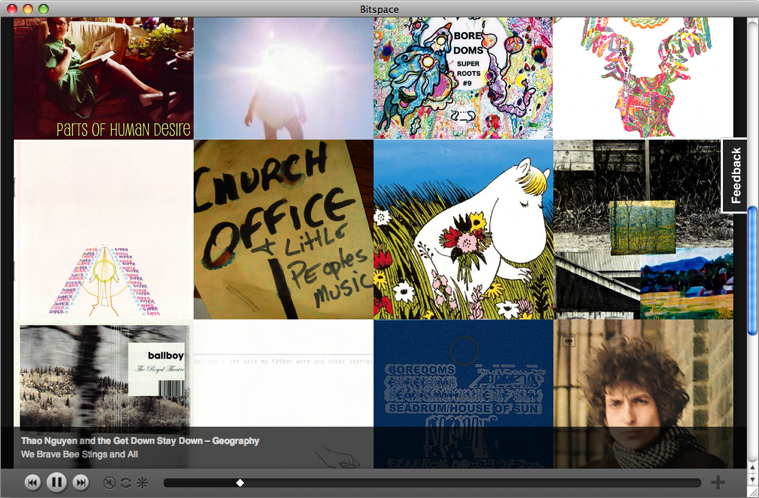 Bitspace
PARTS OF HUMAN DESIRE
BORE
DOMS
SUPER
ROOTS
#9
Feedback
CHURCH
OFFICE
+ LITTLE
PEOPLES
MUSIC
ballboy
The Royal Theatre
Ballboy - the sash my father wore and other stories
BOREDOMS
SEADRUM/HOUSE OF SUN
Thao Nguyen and the Get Down Stay Down – Geography
We Brave Bee Stings and All